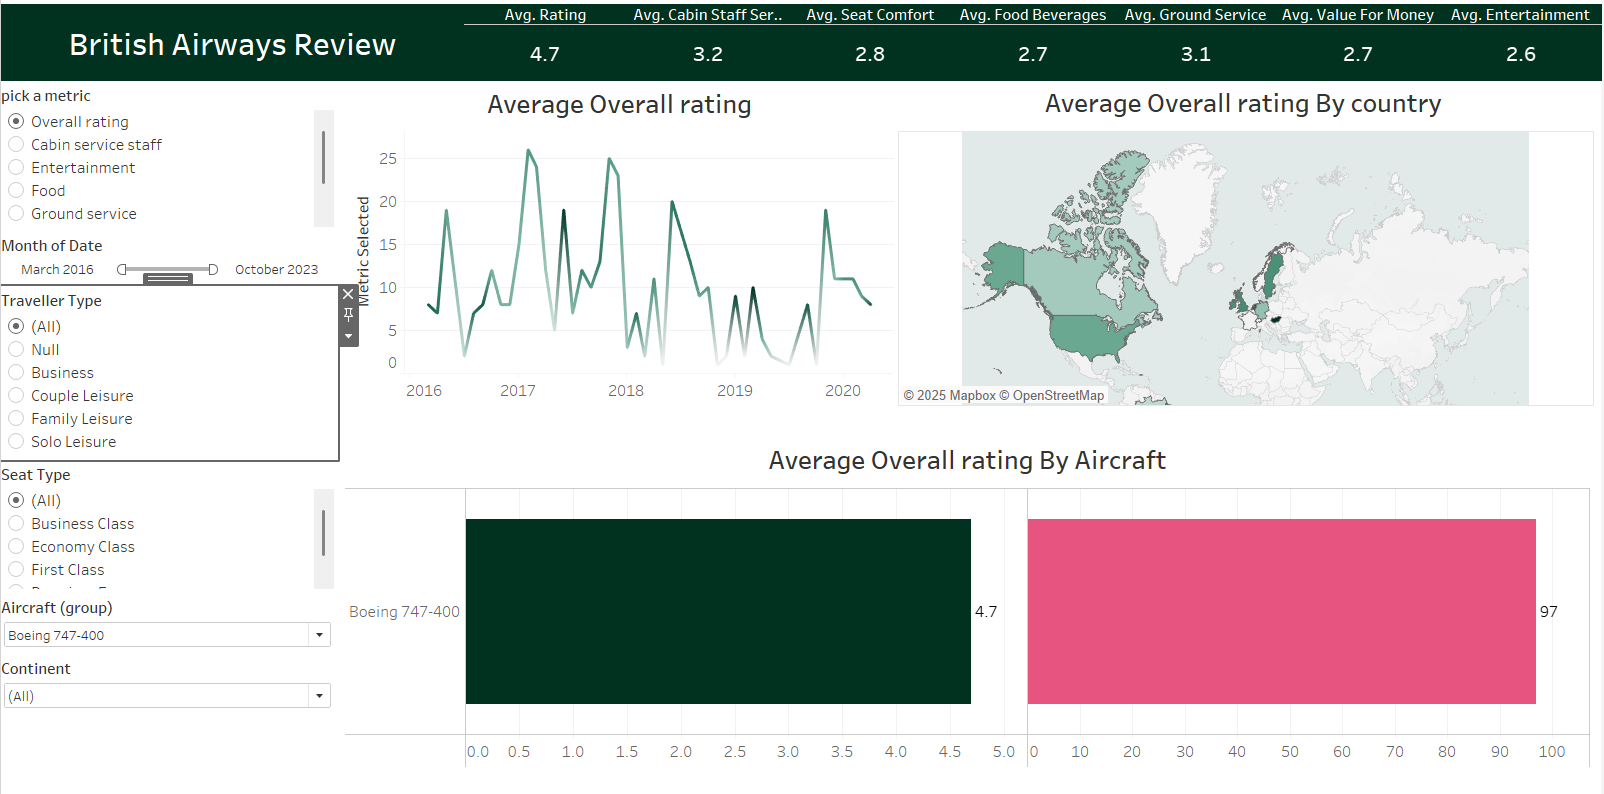 British Airways Review
Avg. Rating
4.7
Avg. Cabin Staff Ser..
3.2
Avg. Seat Comfort
2.8
Avg. Food Beverages
2.7
Avg. Ground Service
3.1
Avg. Value For Money
2.7
Avg. Entertainment
2.6
pick a metric
Overall rating
Cabin service staff
Entertainment
Food
Ground service
Month of Date
March 2016
October 2023
Traveller Type
(All)
Null
Business
Couple Leisure
Family Leisure
Solo Leisure
Seat Type
(All)
Business Class
Economy Class
First Class
Aircraft (group)
Boeing 747-400
Continent
(All)
Average Overall rating
Metric Selected
25
20
15
10
5
0
2016
2017
2018
2019
2020
Average Overall rating By country
© 2025 Mapbox © OpenStreetMap
Average Overall rating By Aircraft
Boeing 747-400
4.7
97
0.0
0.5
1.0
1.5
2.0
2.5
3.0
3.5
4.0
4.5
5.0
0
10
20
30
40
50
60
70
80
90
100